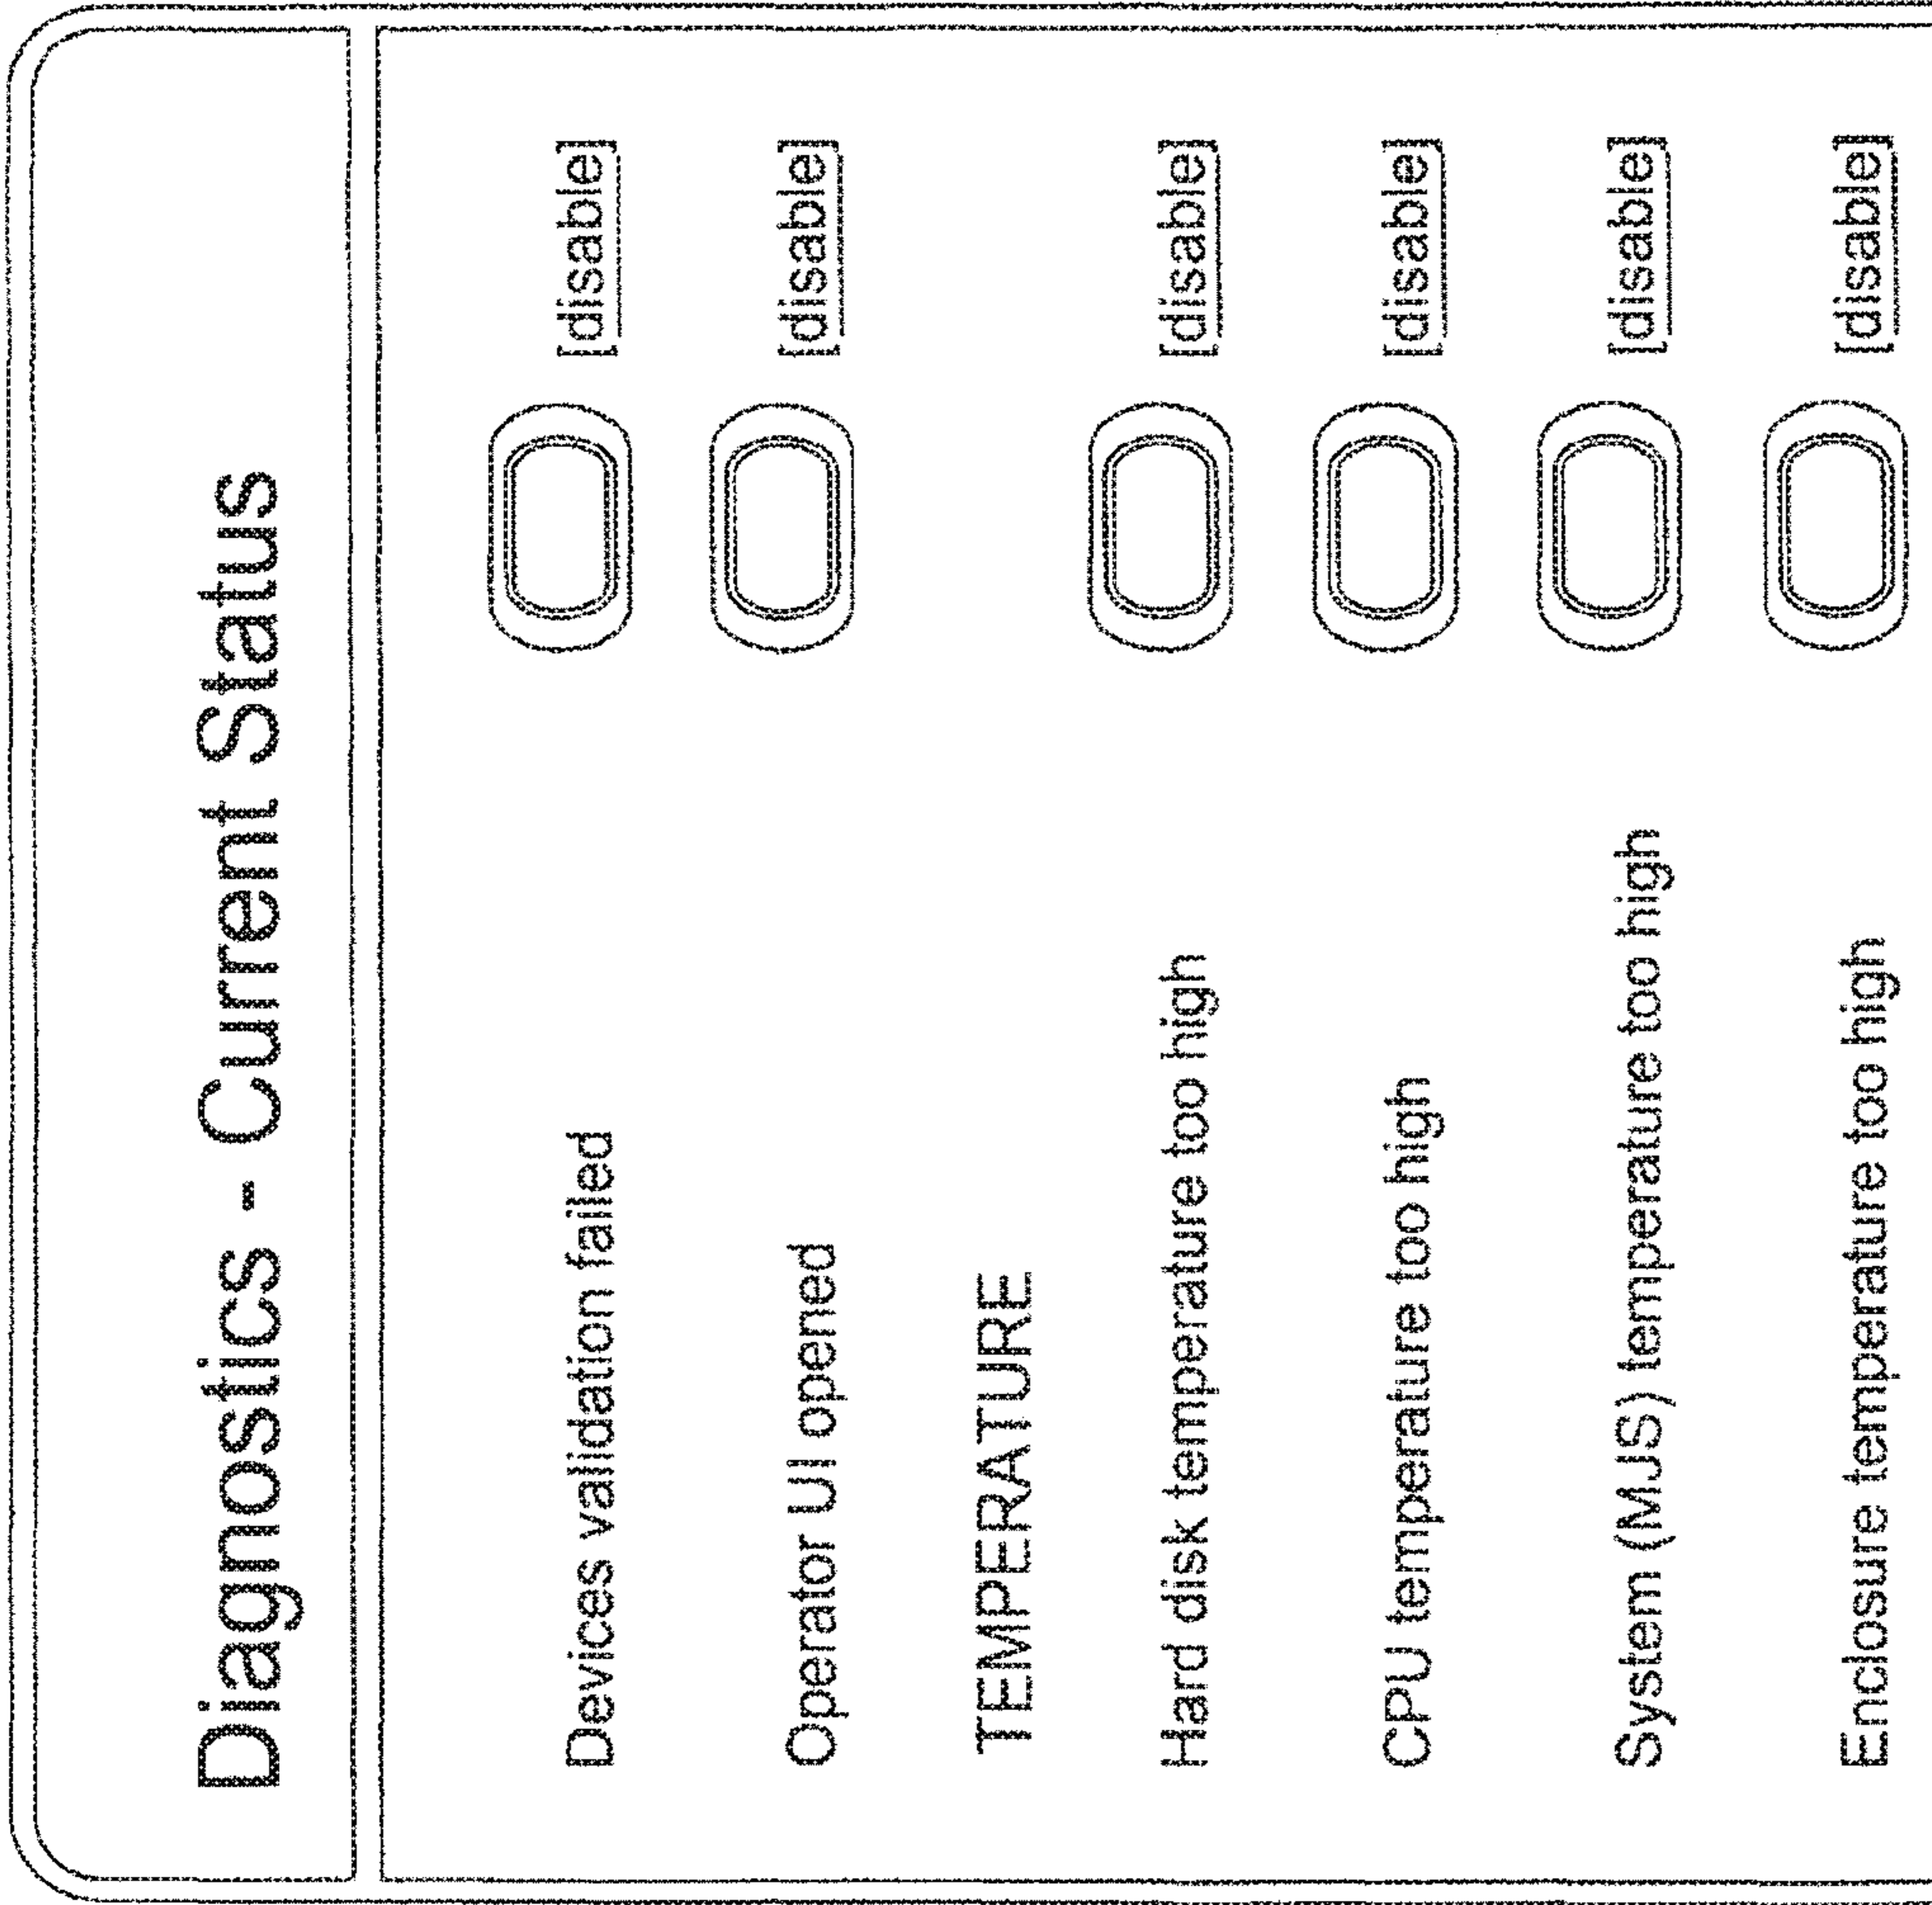 Diagnostics - Current Status
Devices validation failed [disable]
Operator UI opened [disable]
TEMPERATURE
Hard disk temperature too high [disable]
CPU temperature too high [disable]
System (MJS) temperature too high [disable]
Enclosure temperature too high [disable]